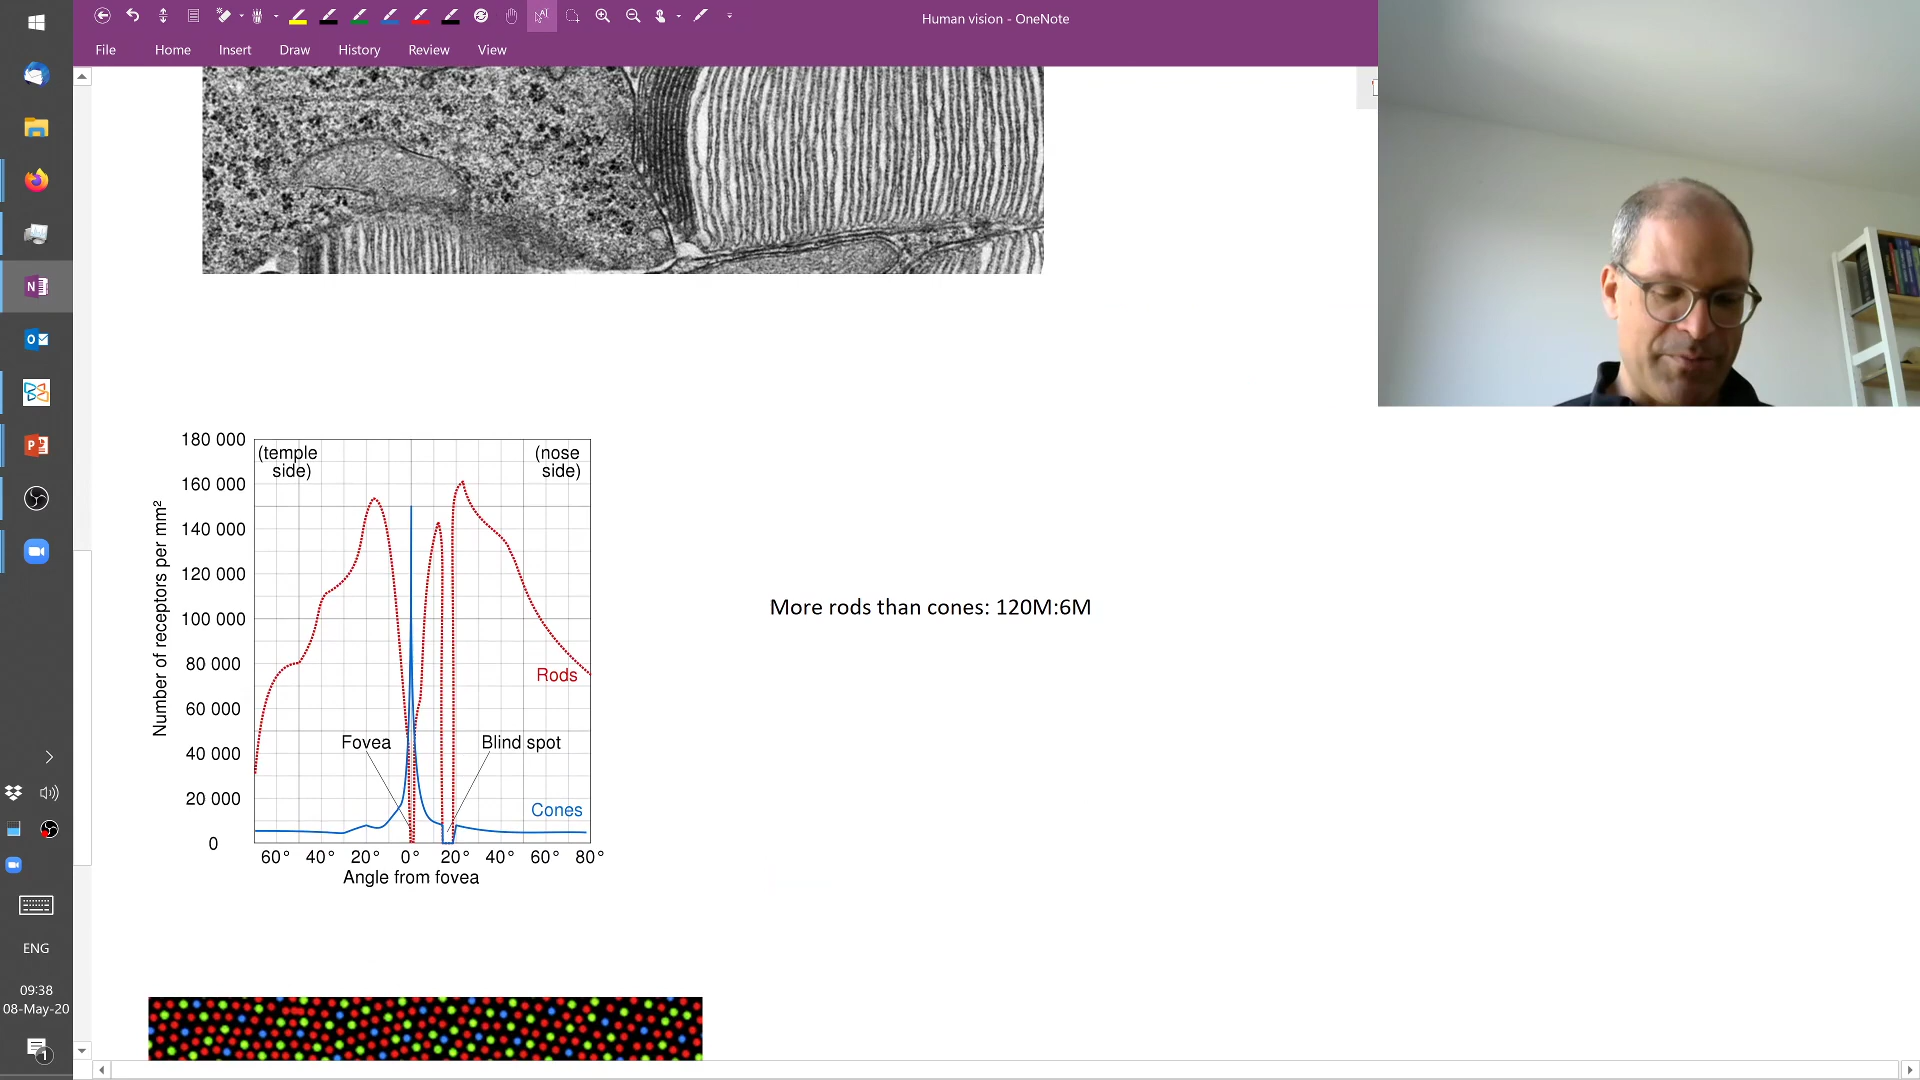 Human vision - OneNote
File Home Insert Draw History Review View
180 000
160 000
140 000
120 000
100 000
80 000
60 000
40 000
20 000
0
Number of receptors per mm²
(temple
side)
(nose
side)
Rods
Fovea
Blind spot
Cones
60° 40° 20° 0° 20° 40° 60° 80°
Angle from fovea
More rods than cones: 120M:6M
ENG
09:38
08-May-20
1